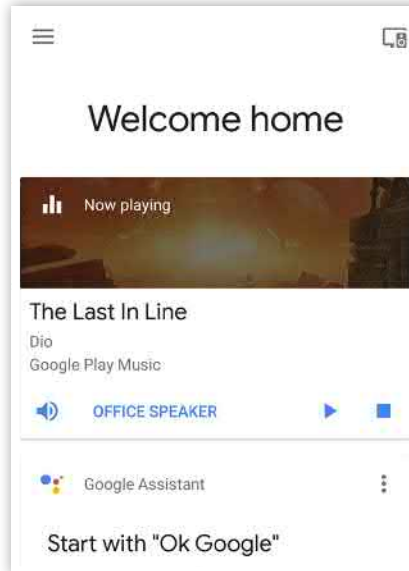 Welcome home
Now playing
The Last In Line
Dio
Google Play Music
OFFICE SPEAKER
Google Assistant
Start with "Ok Google"